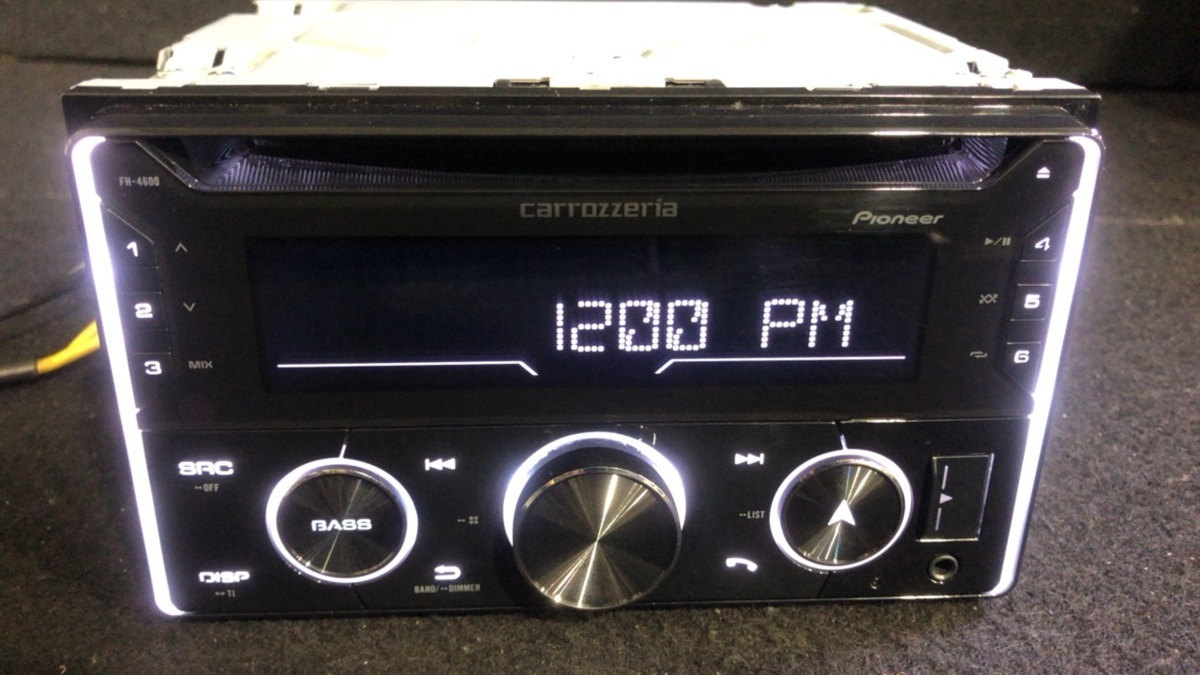 FH-4600
carrozzeria
Pioneer
1
2
3
MIX
4
5
6
1200 PM
SRC
OFF
BASS
LIST
DISP
TI
BAND/ DIMMER